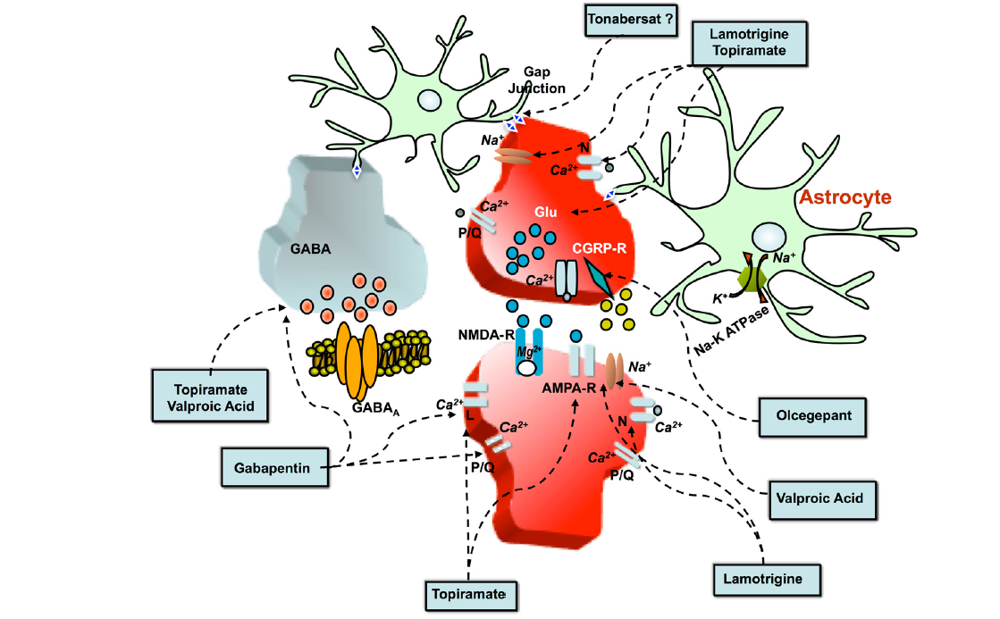 Tonabersat ?
Lamotrigine
Topiramate
Gap
Junction
Na⁺
N
Ca²⁺
Astrocyte
Ca²⁺
P/Q
Glu
GABA
CGRP-R
Na⁺
Ca²⁺
K⁺
Na-K ATPase
NMDA-R
Mg²⁺
Na⁺
AMPA-R
Topiramate
Valproic Acid
GABA_A
Ca²⁺
L
Ca²⁺
N
Ca²⁺
Olcegepant
Gabapentin
P/Q
Ca²⁺
P/Q
Valproic Acid
Topiramate
Lamotrigine